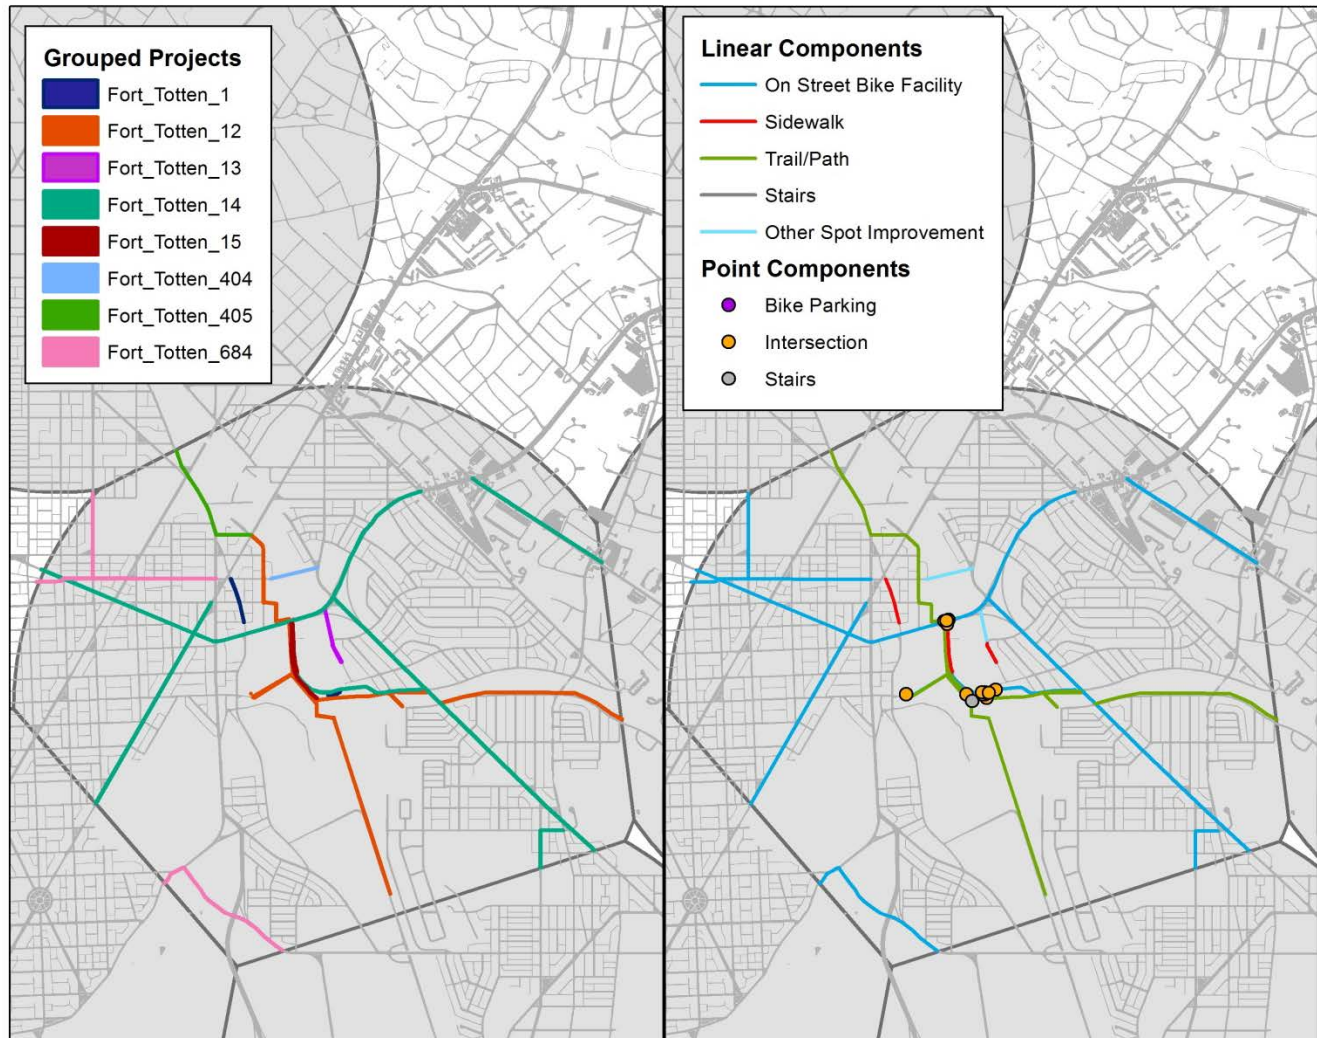 Grouped Projects
Fort_Totten_1
Fort_Totten_12
Fort_Totten_13
Fort_Totten_14
Fort_Totten_15
Fort_Totten_404
Fort_Totten_405
Fort_Totten_684
Linear Components
On Street Bike Facility
Sidewalk
Trail/Path
Stairs
Other Spot Improvement
Point Components
Bike Parking
Intersection
Stairs